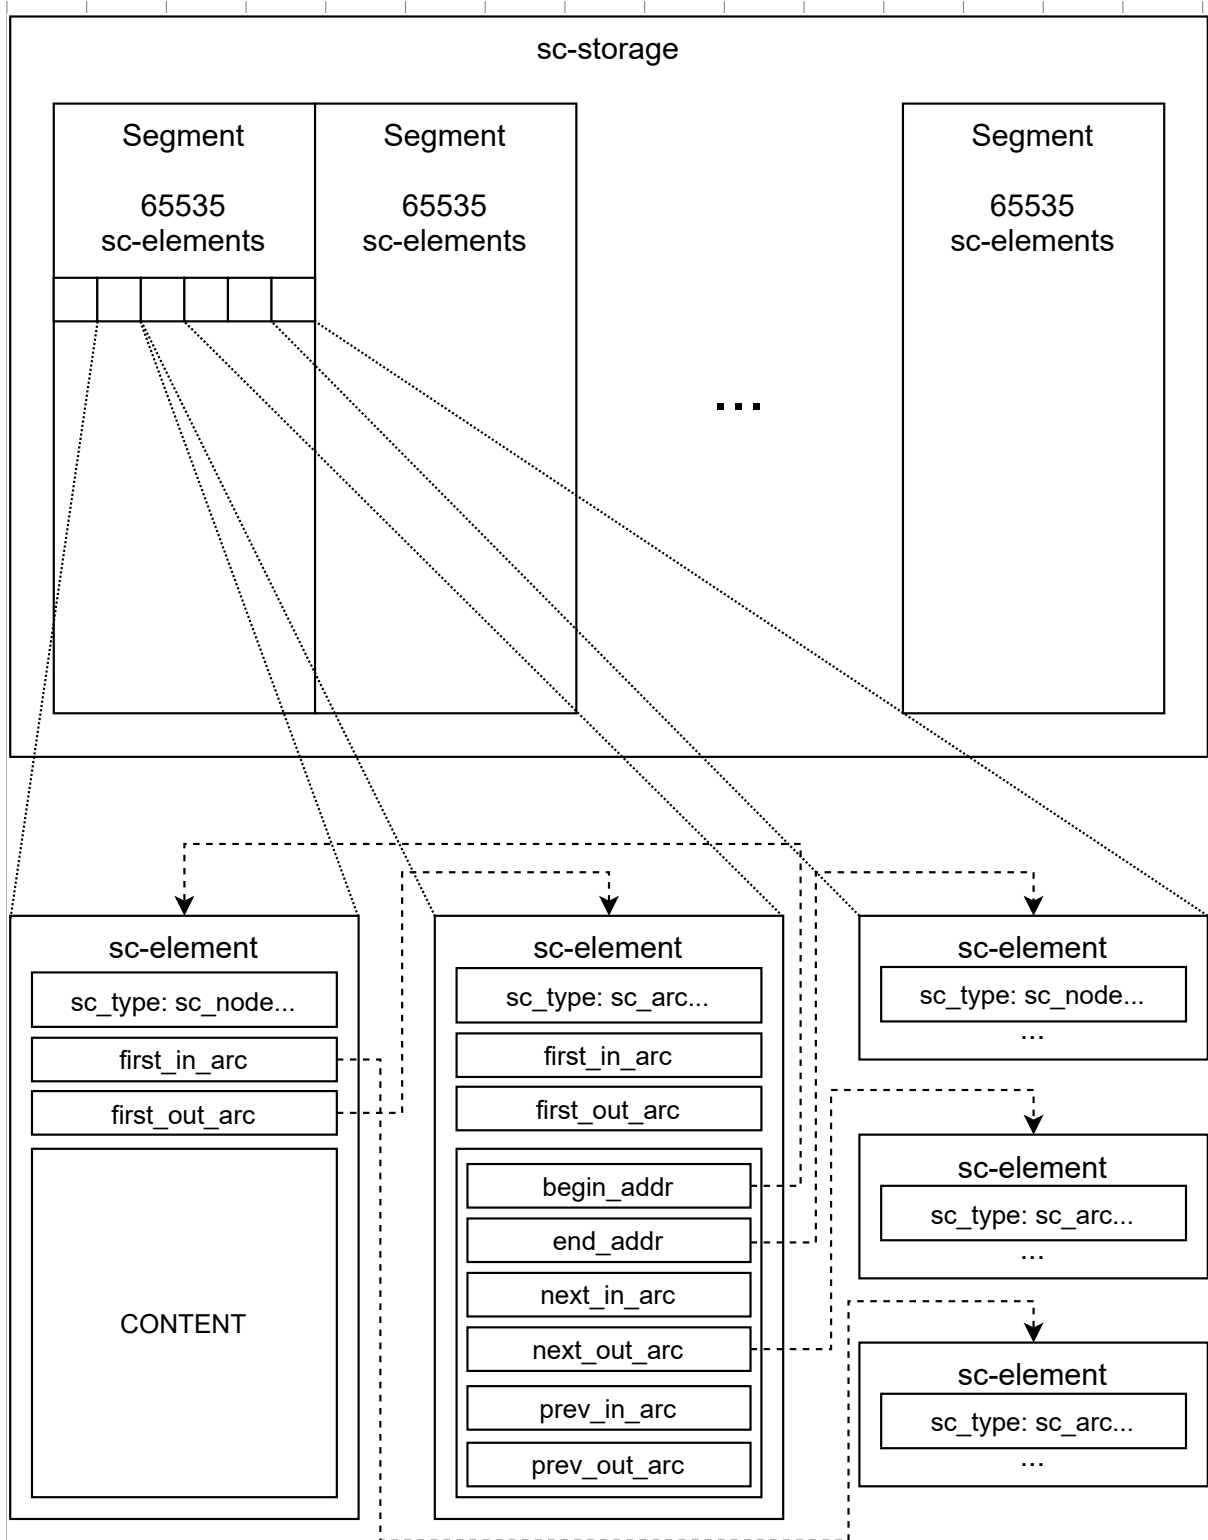 sc-storage
Segment
65535
sc-elements
Segment
65535
sc-elements
...
Segment
65535
sc-elements
sc-element
sc_type: sc_node...
first_in_arc
first_out_arc
CONTENT
sc-element
sc_type: sc_arc...
first_in_arc
first_out_arc
begin_addr
end_addr
next_in_arc
next_out_arc
prev_in_arc
prev_out_arc
sc-element
sc_type: sc_node...
...
sc-element
sc_type: sc_arc...
...
sc-element
sc_type: sc_arc...
...